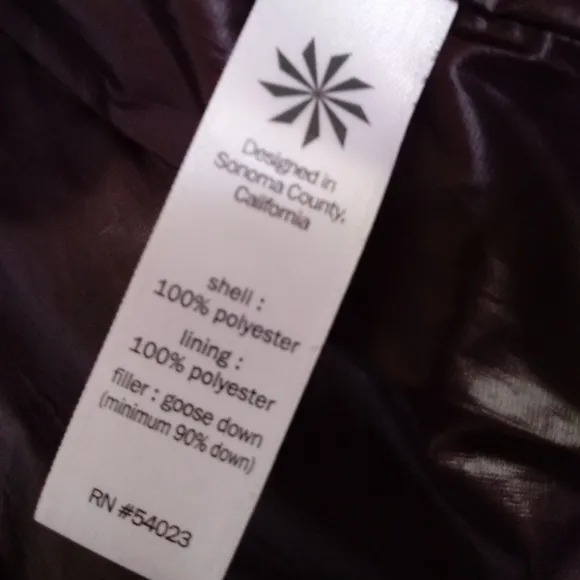 Designed in
Sonoma County,
California
shell :
100% polyester
lining :
100% polyester
filler : goose down
(minimum 90% down)
RN #54023